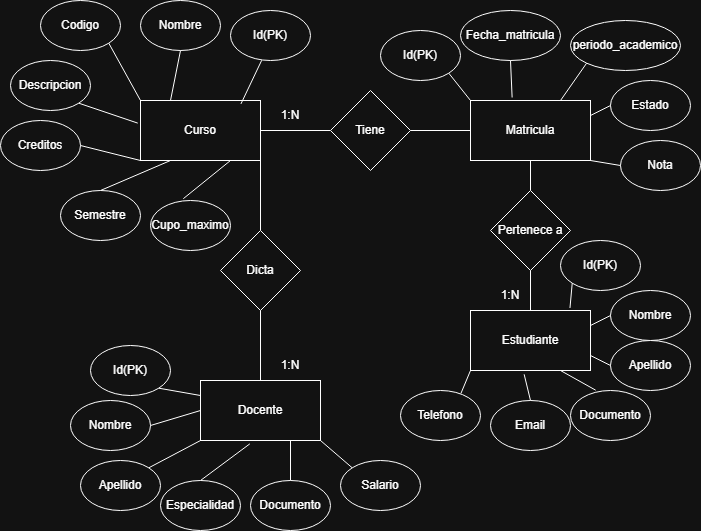 Codigo
Nombre
Id(PK)
Descripcion
Creditos
Curso
Semestre
Cupo_maximo
1:N
Tiene
Id(PK)
Fecha_matricula
periodo_academico
Estado
Nota
Matricula
Pertenece a
Dicta
1:N
Id(PK)
Nombre
Apellido
Estudiante
Telefono
Email
Documento
1:N
Id(PK)
Nombre
Docente
Apellido
Especialidad
Documento
Salario